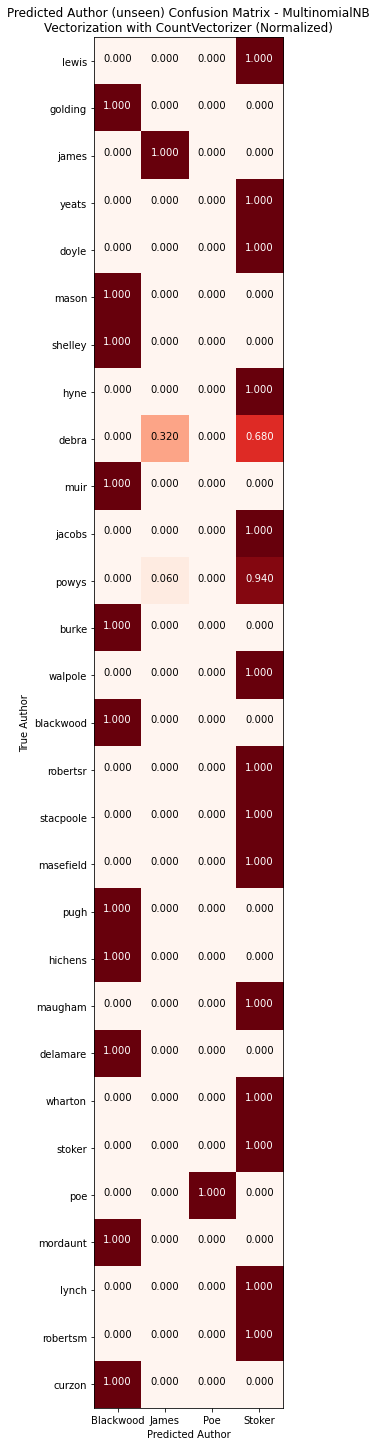 Predicted Author (unseen) Confusion Matrix - MultinomialNB
Vectorization with CountVectorizer (Normalized)
lewis 0.000 0.000 0.000 1.000
golding 1.000 0.000 0.000 0.000
james 0.000 1.000 0.000 0.000
yeats 0.000 0.000 0.000 1.000
doyle 0.000 0.000 0.000 1.000
mason 1.000 0.000 0.000 0.000
shelley 1.000 0.000 0.000 0.000
hyne 0.000 0.000 0.000 1.000
debra 0.000 0.320 0.000 0.680
muir 1.000 0.000 0.000 0.000
jacobs 0.000 0.000 0.000 1.000
powys 0.000 0.060 0.000 0.940
burke 1.000 0.000 0.000 0.000
walpole 0.000 0.000 0.000 1.000
blackwood 1.000 0.000 0.000 0.000
True Author
robertsr 0.000 0.000 0.000 1.000
stacpoole 0.000 0.000 0.000 1.000
masefield 0.000 0.000 0.000 1.000
pugh 1.000 0.000 0.000 0.000
hichens 1.000 0.000 0.000 0.000
maugham 0.000 0.000 0.000 1.000
delamare 1.000 0.000 0.000 0.000
wharton 0.000 0.000 0.000 1.000
stoker 0.000 0.000 0.000 1.000
poe 0.000 0.000 1.000 0.000
mordaunt 1.000 0.000 0.000 0.000
lynch 0.000 0.000 0.000 1.000
robertsm 0.000 0.000 0.000 1.000
curzon 1.000 0.000 0.000 0.000
Blackwood James Poe Stoker
Predicted Author